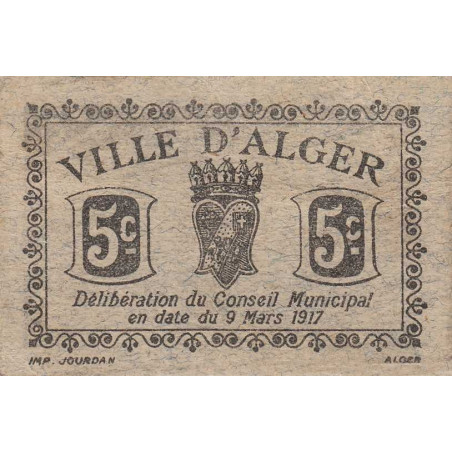 VILLE D'ALGER
5c. 5c.
Délibération du Conseil Municipal
en date du 9 Mars 1917
IMP. JOURDAN ALGER